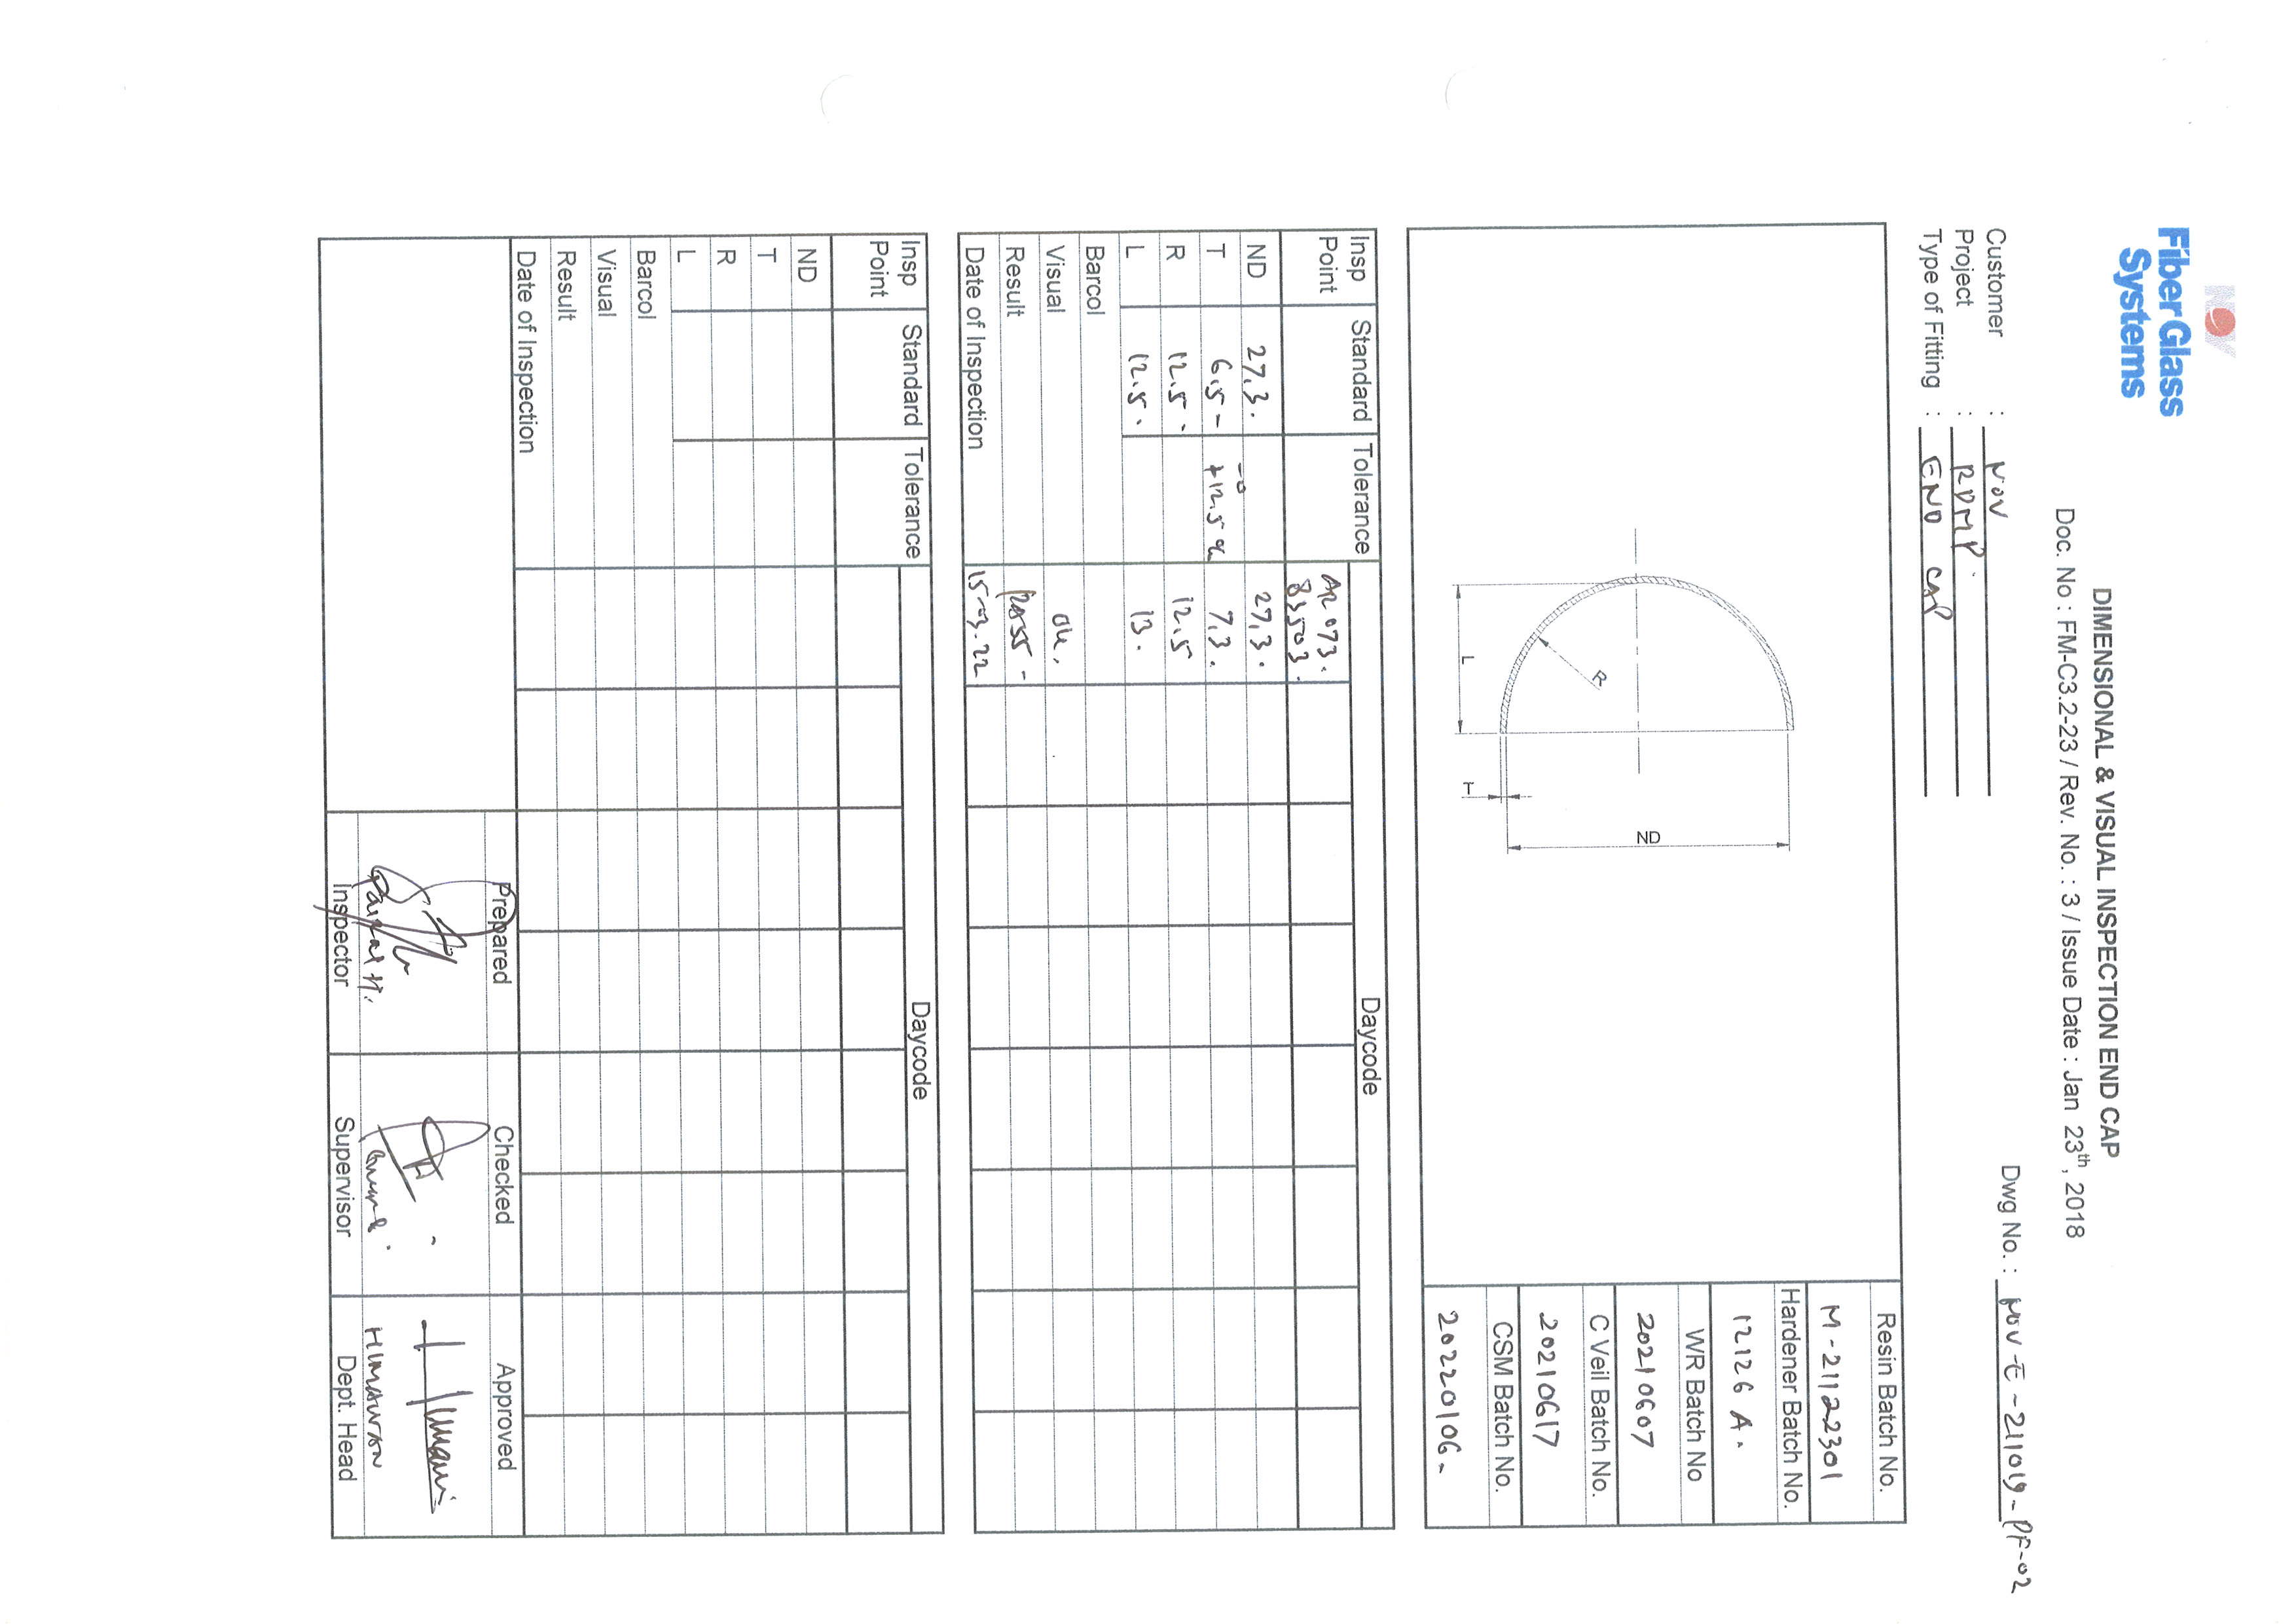 NOV
Fiber Glass
Systems
DIMENSIONAL & VISUAL INSPECTION END CAP
Doc. No : FM-C3.2-23 / Rev. No. : 3 / Issue Date : Jan 23th, 2018
Dwg No. : NOV-E-211019-PF-02
Customer : NOV
Project : RDMP
Type of Fitting : END CAP
Resin Batch No.
M-21122301
Hardener Batch No.
12126 A.
WR Batch No
20210607
C Veil Batch No.
20210617
CSM Batch No.
20220106-
ND
R
L
T
Insp Point Standard Tolerance Daycode
AR 073.
83503.
ND 27,3. 27,3.
-0
T 6,5- +12.5% 7,3.
R 12.5- 12.5
L 12.5. 13.
Barcol
Visual OK.
Result PASS -
Date of Inspection 15-03-22
Insp Point Standard Tolerance Daycode
ND
T
R
L
Barcol
Visual
Result
Date of Inspection
Prepared Checked Approved
HIMAWAN
Inspector Supervisor Dept. Head